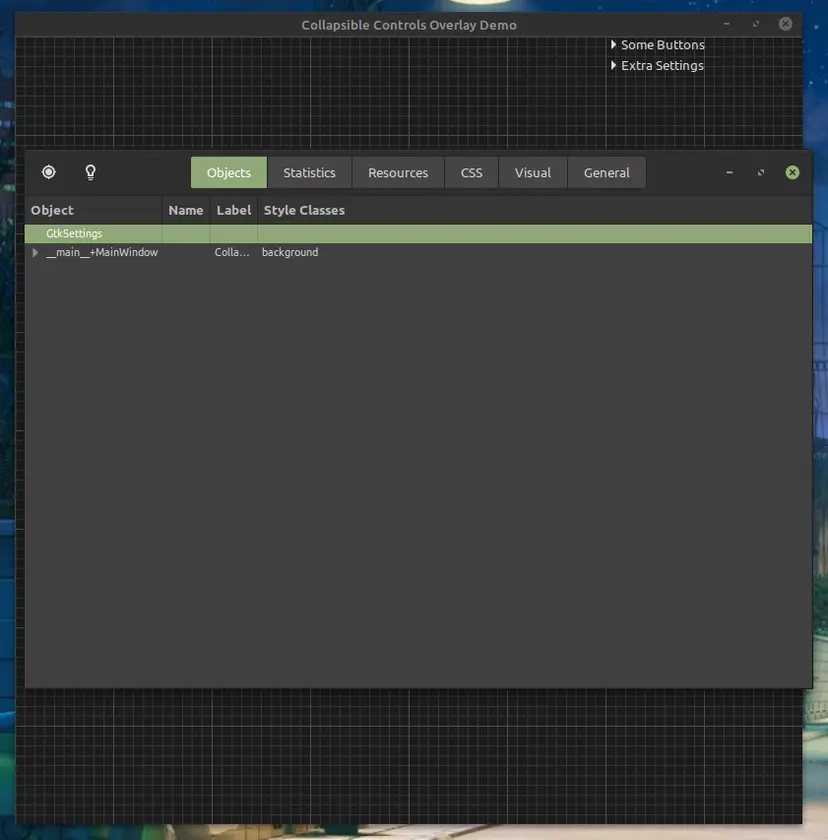 Collapsible Controls Overlay Demo
Some Buttons
Extra Settings
Objects Statistics Resources CSS Visual General
Object Name Label Style Classes
GtkSettings
__main__+MainWindow Colla... background